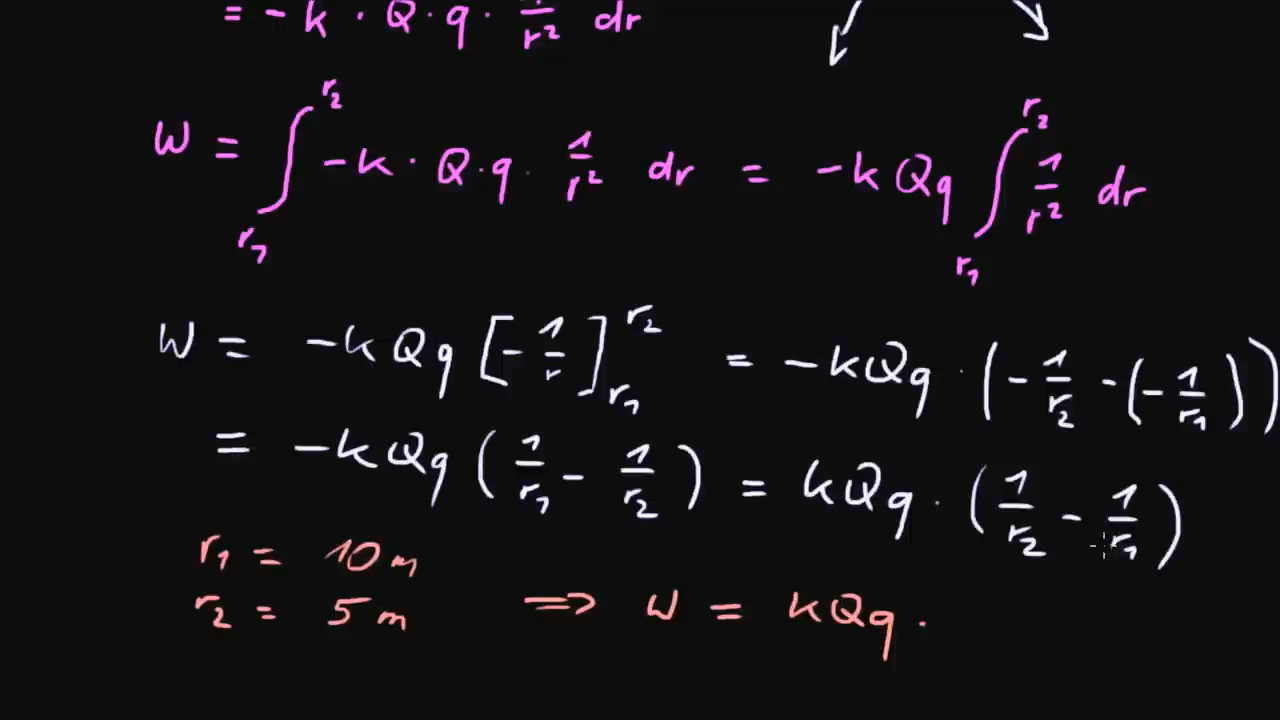 = -k · Q · q · 1/r² dr
W = ∫_{r₁}^{r₂} -k · Q · q · 1/r² dr = -kQq ∫_{r₁}^{r₂} 1/r² dr
W = -kQq [-1/r]_{r₁}^{r₂} = -kQq · (-1/r₂ - (-1/r₁))
= -kQq (1/r₁ - 1/r₂) = kQq · (1/r₂ - 1/r₁)
r₁ = 10 m
r₂ = 5 m ⇒ W = kQq ·